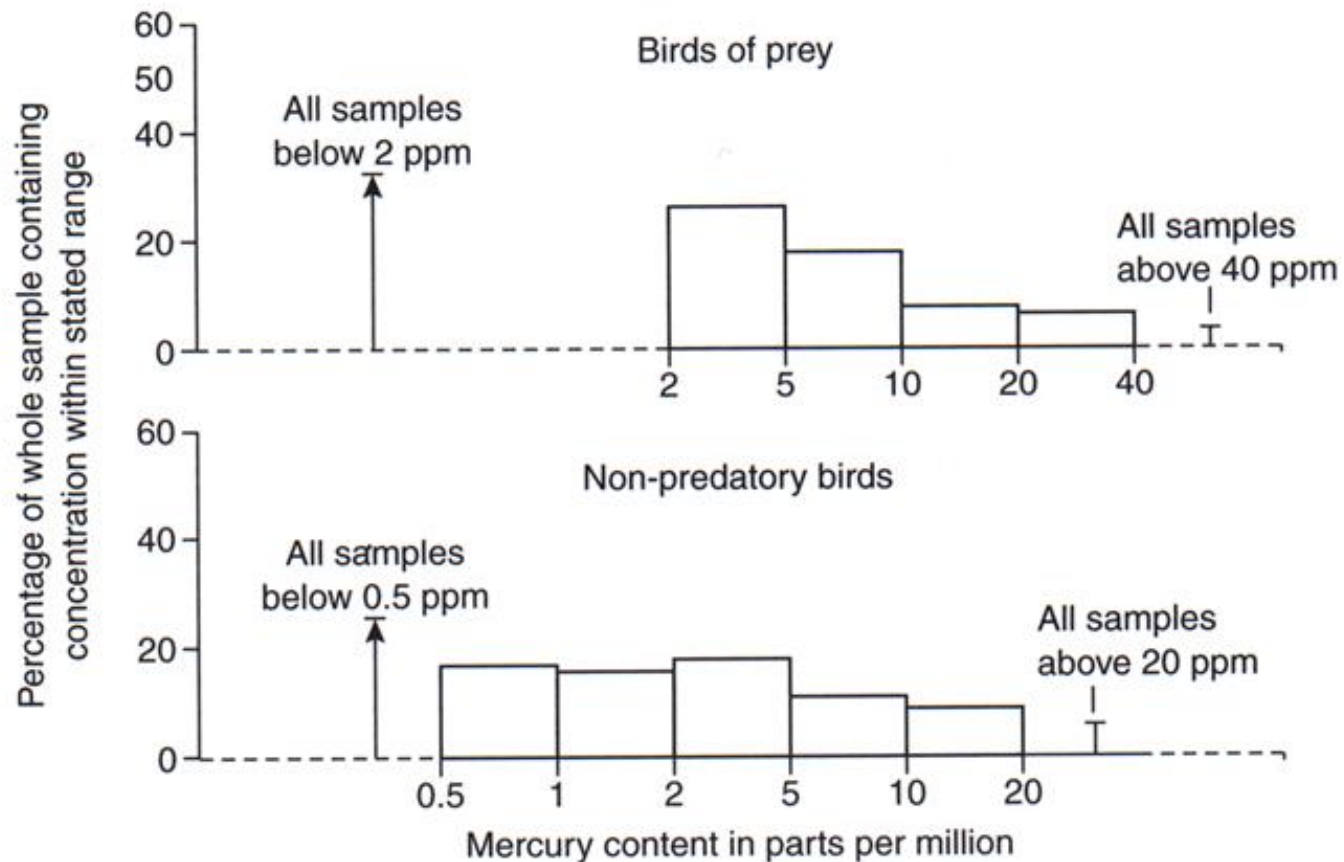 Percentage of whole sample containing
concentration within stated range
60
50
40
20
0
Birds of prey
All samples
below 2 ppm
All samples
above 40 ppm
2 5 10 20 40
60
40
20
0
Non-predatory birds
All samples
below 0.5 ppm
All samples
above 20 ppm
0.5 1 2 5 10 20
Mercury content in parts per million